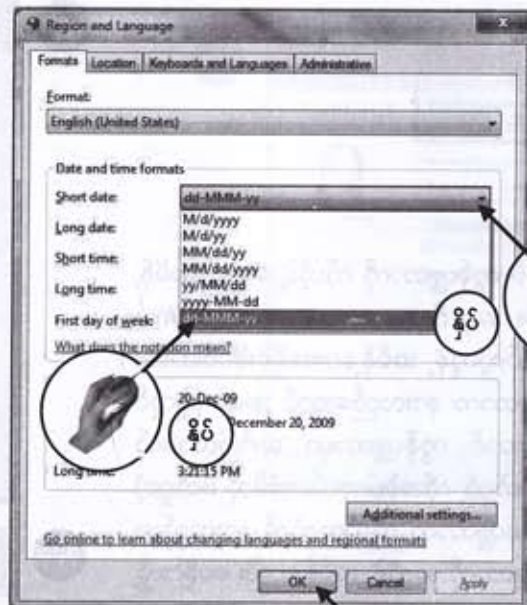 Region and Language
Formats Location Keyboards and Languages Administrative
Format:
English (United States)
Date and time formats
Short date: dd-MMM-yy
M/d/yyyy
Long date:
M/d/yy
MM/dd/yy
Short time:
MM/dd/yyyy
Long time:
yy/MM/dd
yyyy-MM-dd
First day of week: dd-MMM-yy
What does the notation mean?
20-Dec-09
December 20, 2009
Long time: 3:21:15 PM
Additional settings...
Go online to learn about changing languages and regional formats
OK Cancel Apply